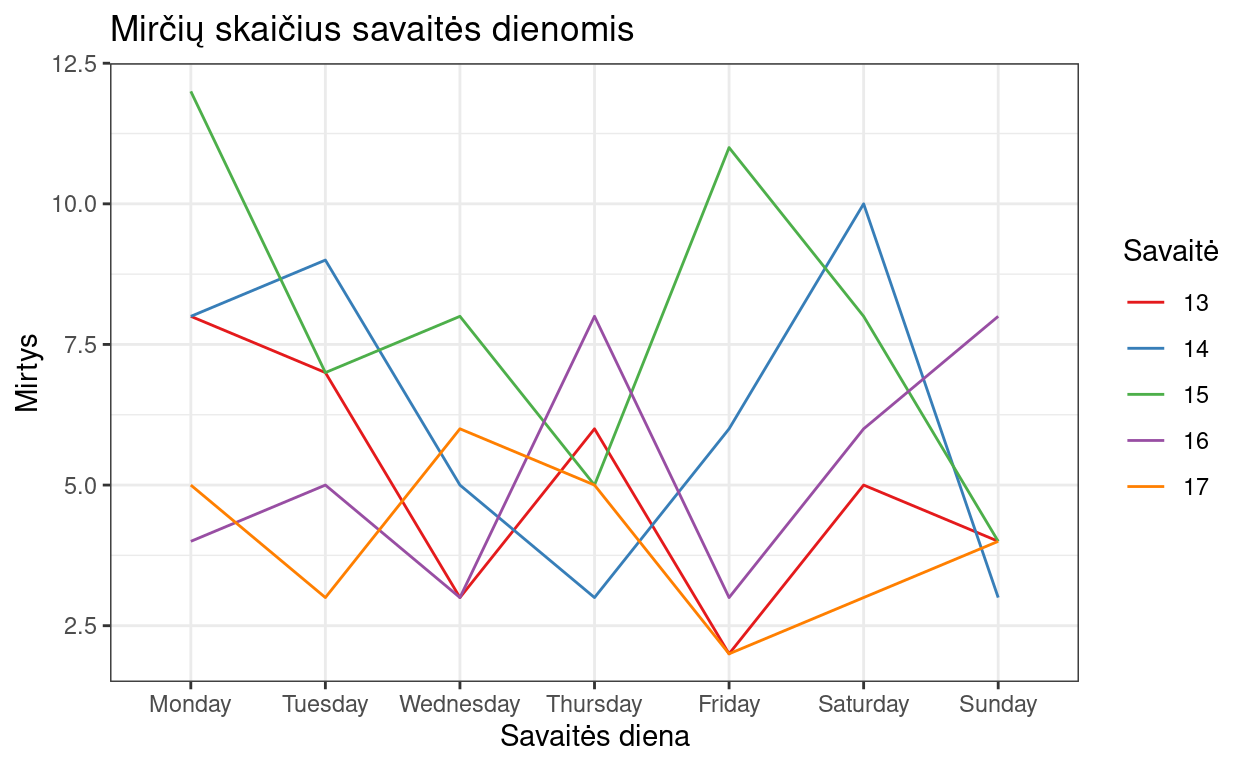 Mirčių skaičius savaitės dienomis
12.5
10.0
7.5
5.0
2.5
Mirtys
Monday Tuesday Wednesday Thursday Friday Saturday Sunday
Savaitės diena
Savaitė
13
14
15
16
17